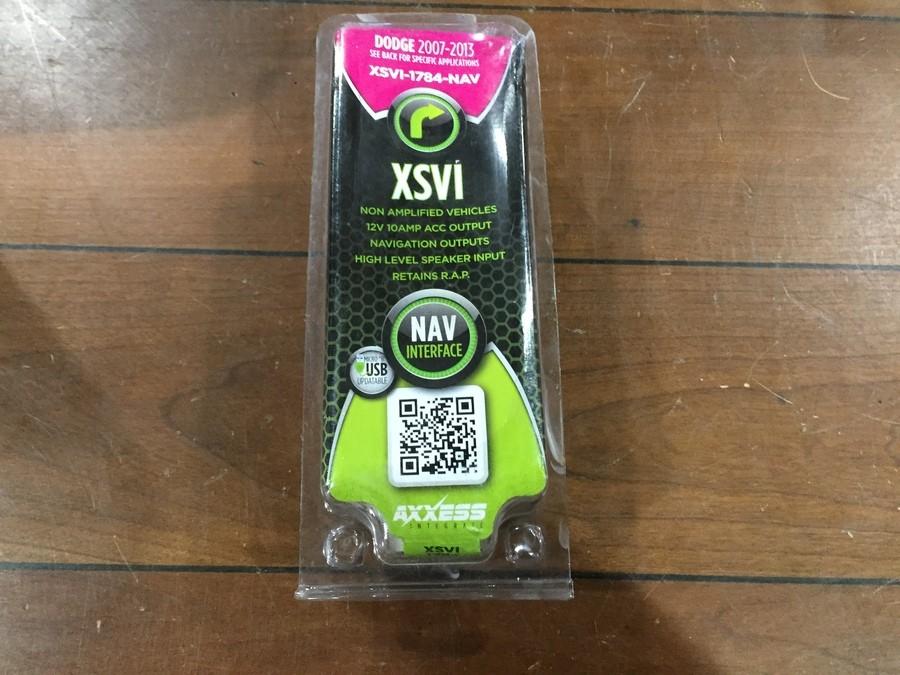 DODGE 2007-2013
SEE BACK FOR SPECIFIC APPLICATIONS
XSVI-1784-NAV
XSVI
NON AMPLIFIED VEHICLES
12V 10AMP ACC OUTPUT
NAVIGATION OUTPUTS
HIGH LEVEL SPEAKER INPUT
RETAINS R.A.P.
NAV
INTERFACE
MICRO "B"
USB
UPDATABLE
AXXESS
INTEGRATE
XSVI